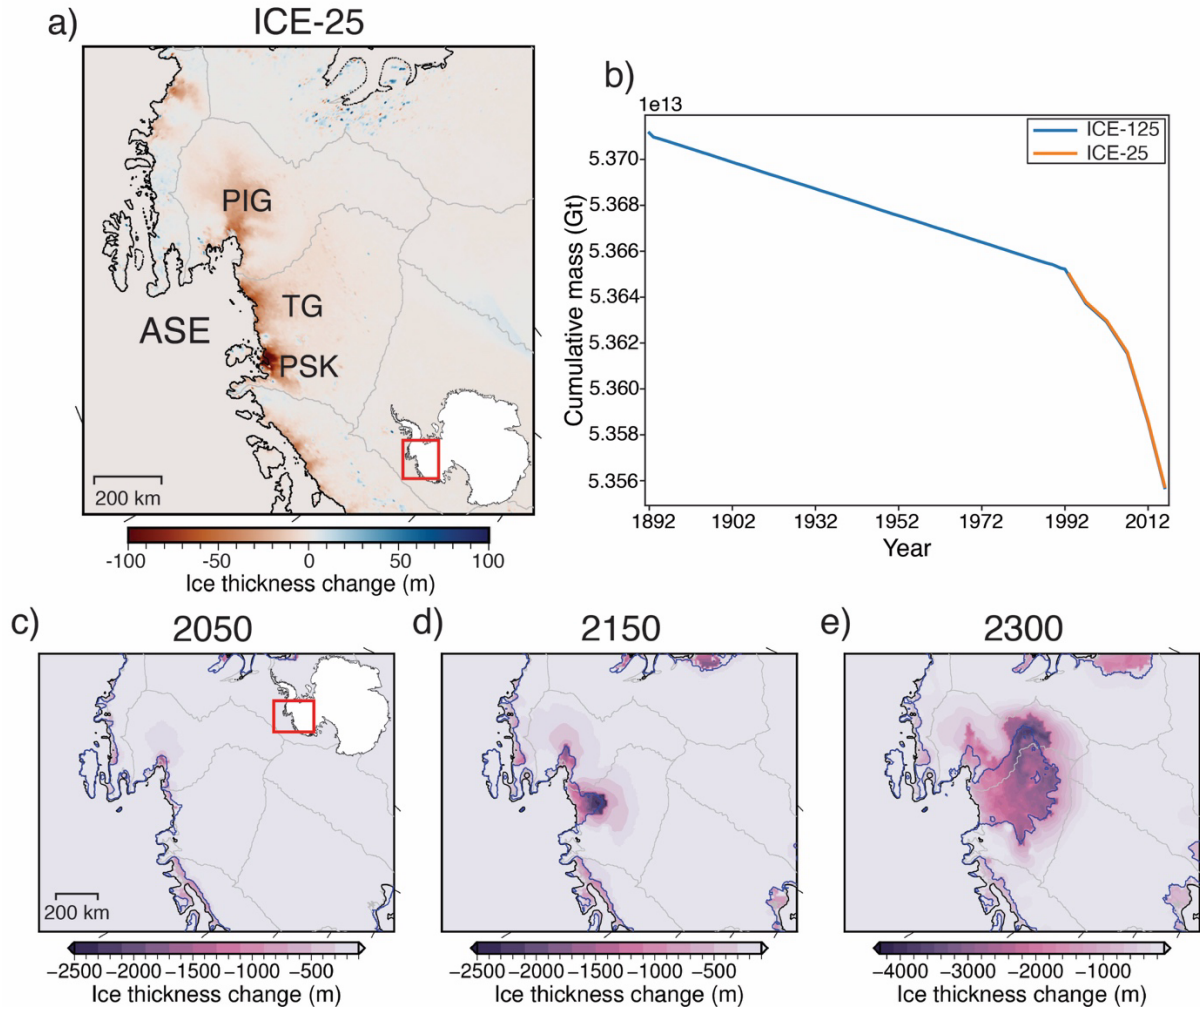 a)
ICE-25
PIG
TG
ASE
PSK
200 km
-100 -50 0 50 100
Ice thickness change (m)
b)
1e13
ICE-125
ICE-25
5.370
5.368
5.366
5.364
5.362
5.360
5.358
5.356
Cumulative mass (Gt)
1892 1902 1932 1952 1972 1992 2012
Year
c)
2050
200 km
−2500 −2000 −1500 −1000 −500
Ice thickness change (m)
d)
2150
−2500 −2000 −1500 −1000 −500
Ice thickness change (m)
e)
2300
−4000 −3000 −2000 −1000
Ice thickness change (m)